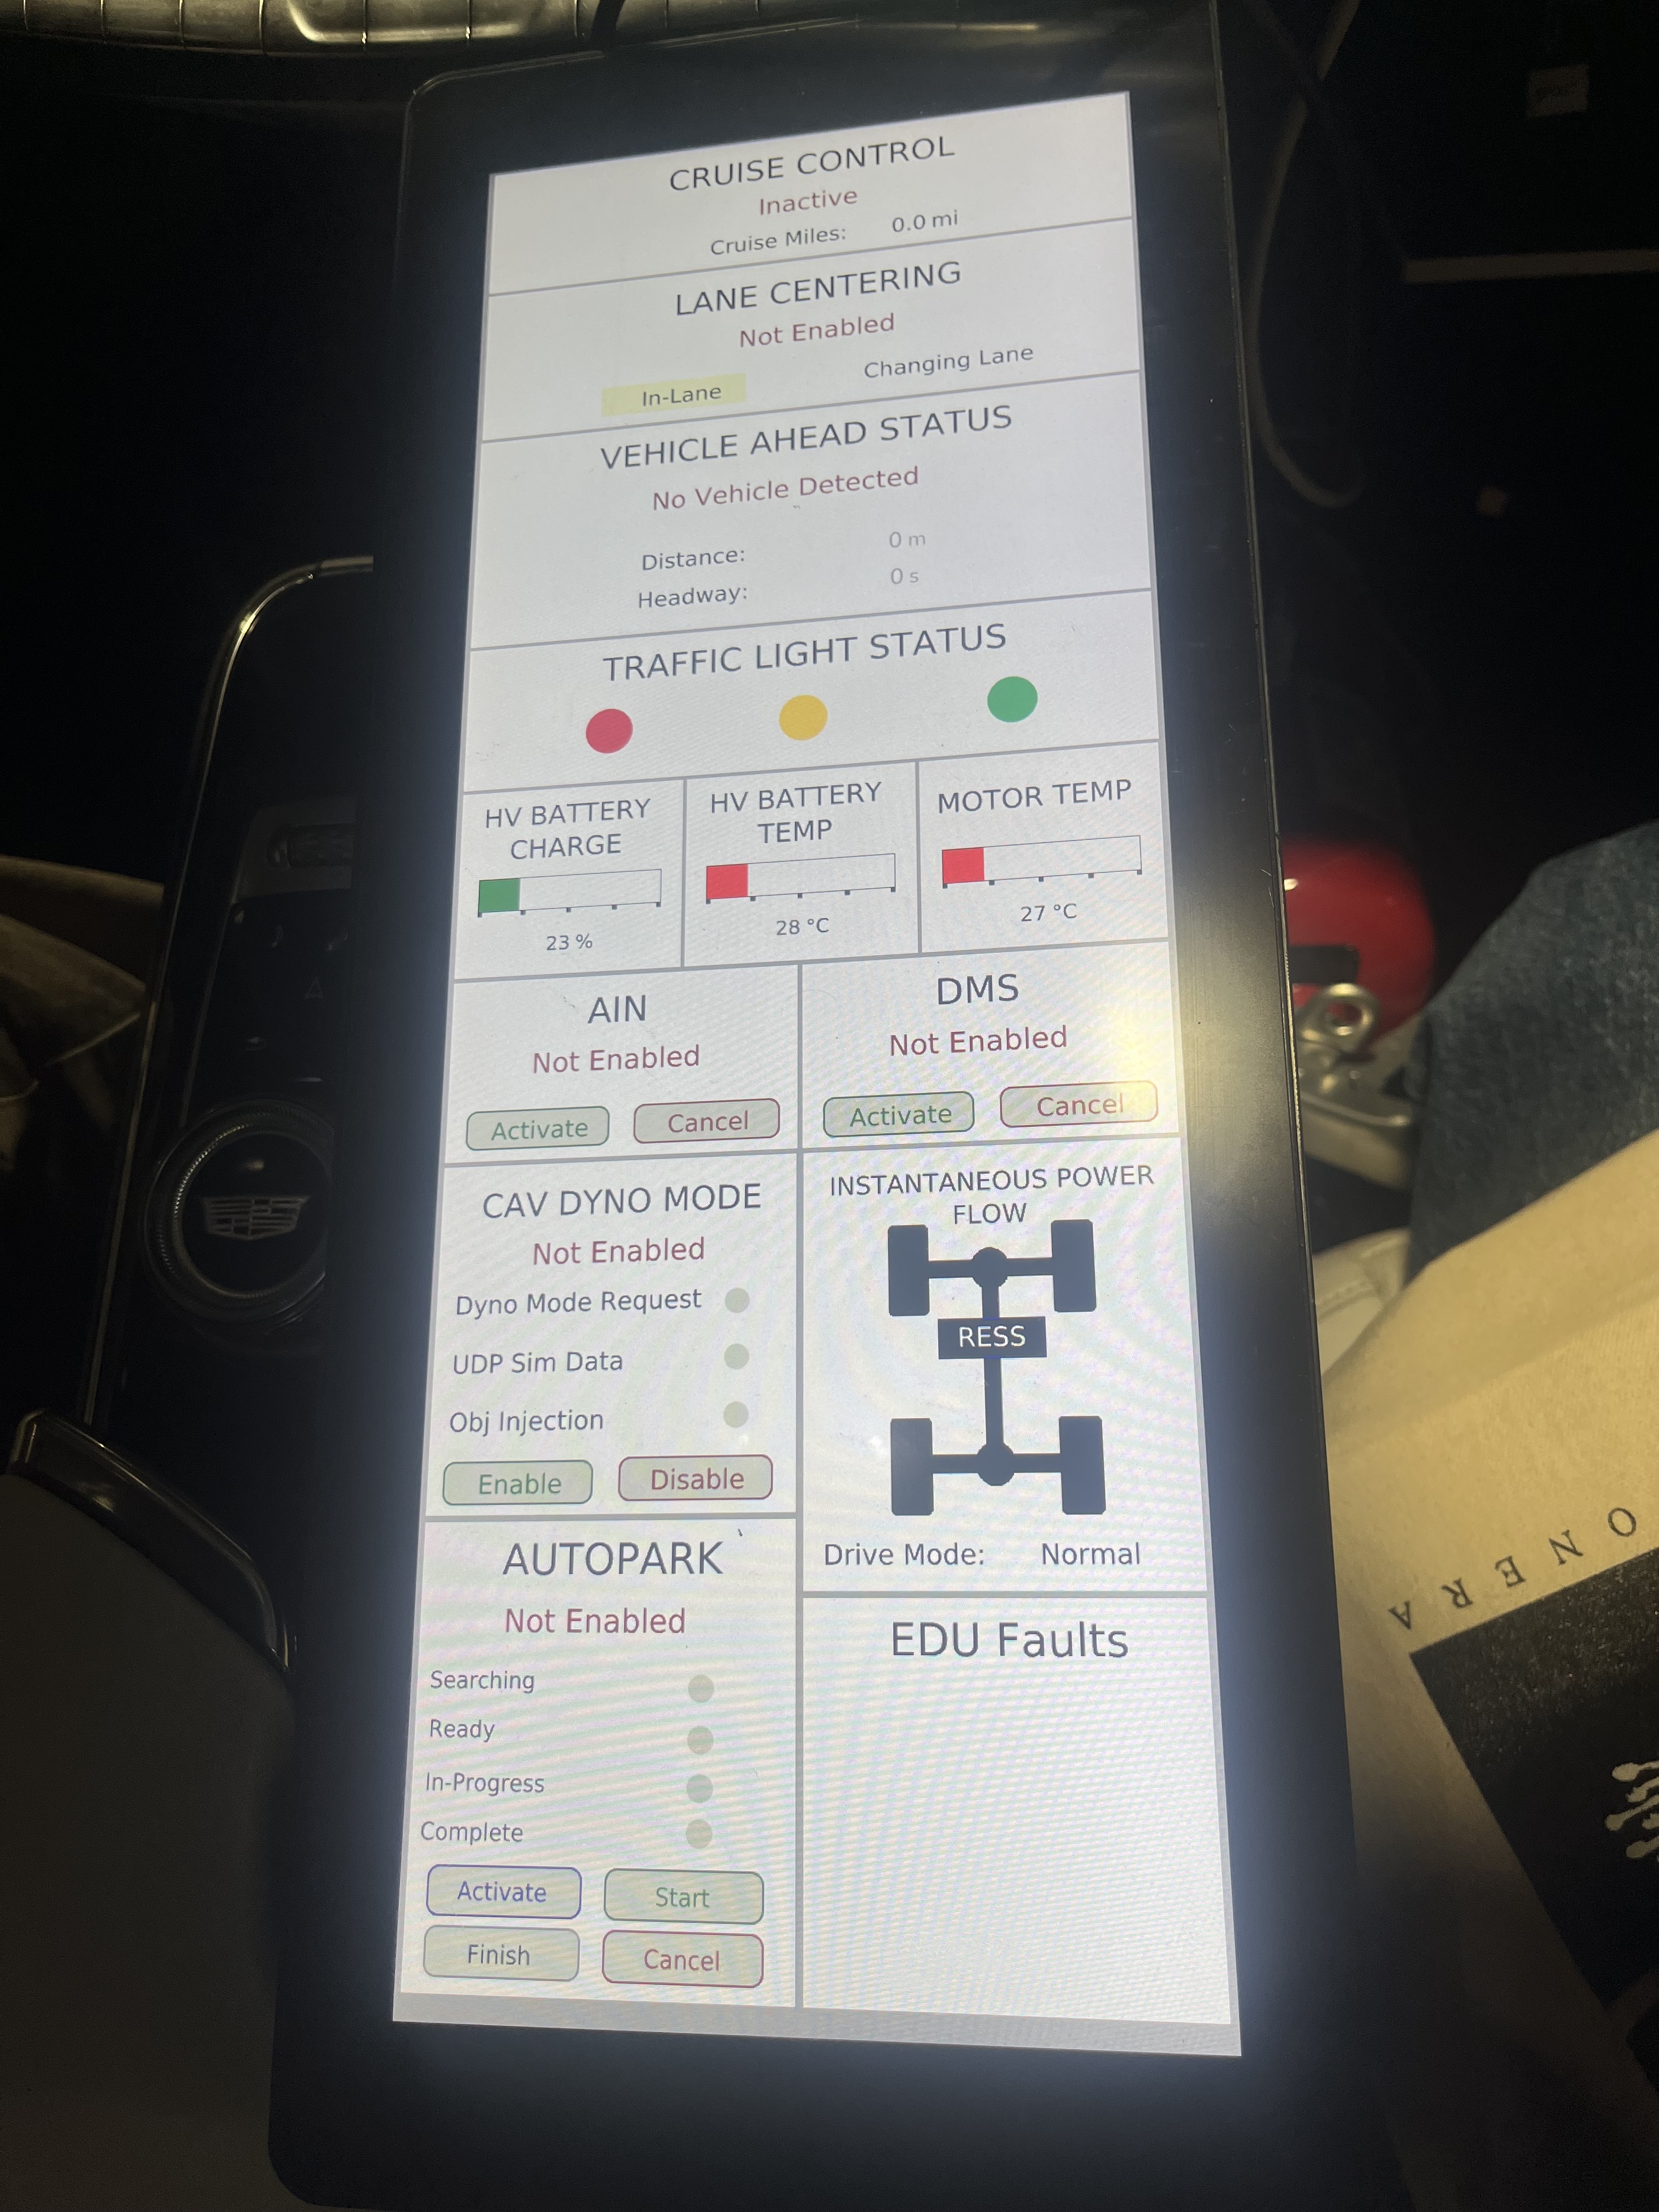 CRUISE CONTROL
Inactive
Cruise Miles: 0.0 mi
LANE CENTERING
Not Enabled
In-Lane Changing Lane
VEHICLE AHEAD STATUS
No Vehicle Detected
Distance: 0 m
Headway: 0 s
TRAFFIC LIGHT STATUS
HV BATTERY
CHARGE
23 %
HV BATTERY
TEMP
28 °C
MOTOR TEMP
27 °C
AIN
Not Enabled
Activate Cancel
DMS
Not Enabled
Activate Cancel
CAV DYNO MODE
Not Enabled
Dyno Mode Request
UDP Sim Data
Obj Injection
Enable Disable
INSTANTANEOUS POWER
FLOW
RESS
Drive Mode: Normal
AUTOPARK
Not Enabled
Searching
Ready
In-Progress
Complete
Activate Start
Finish Cancel
EDU Faults